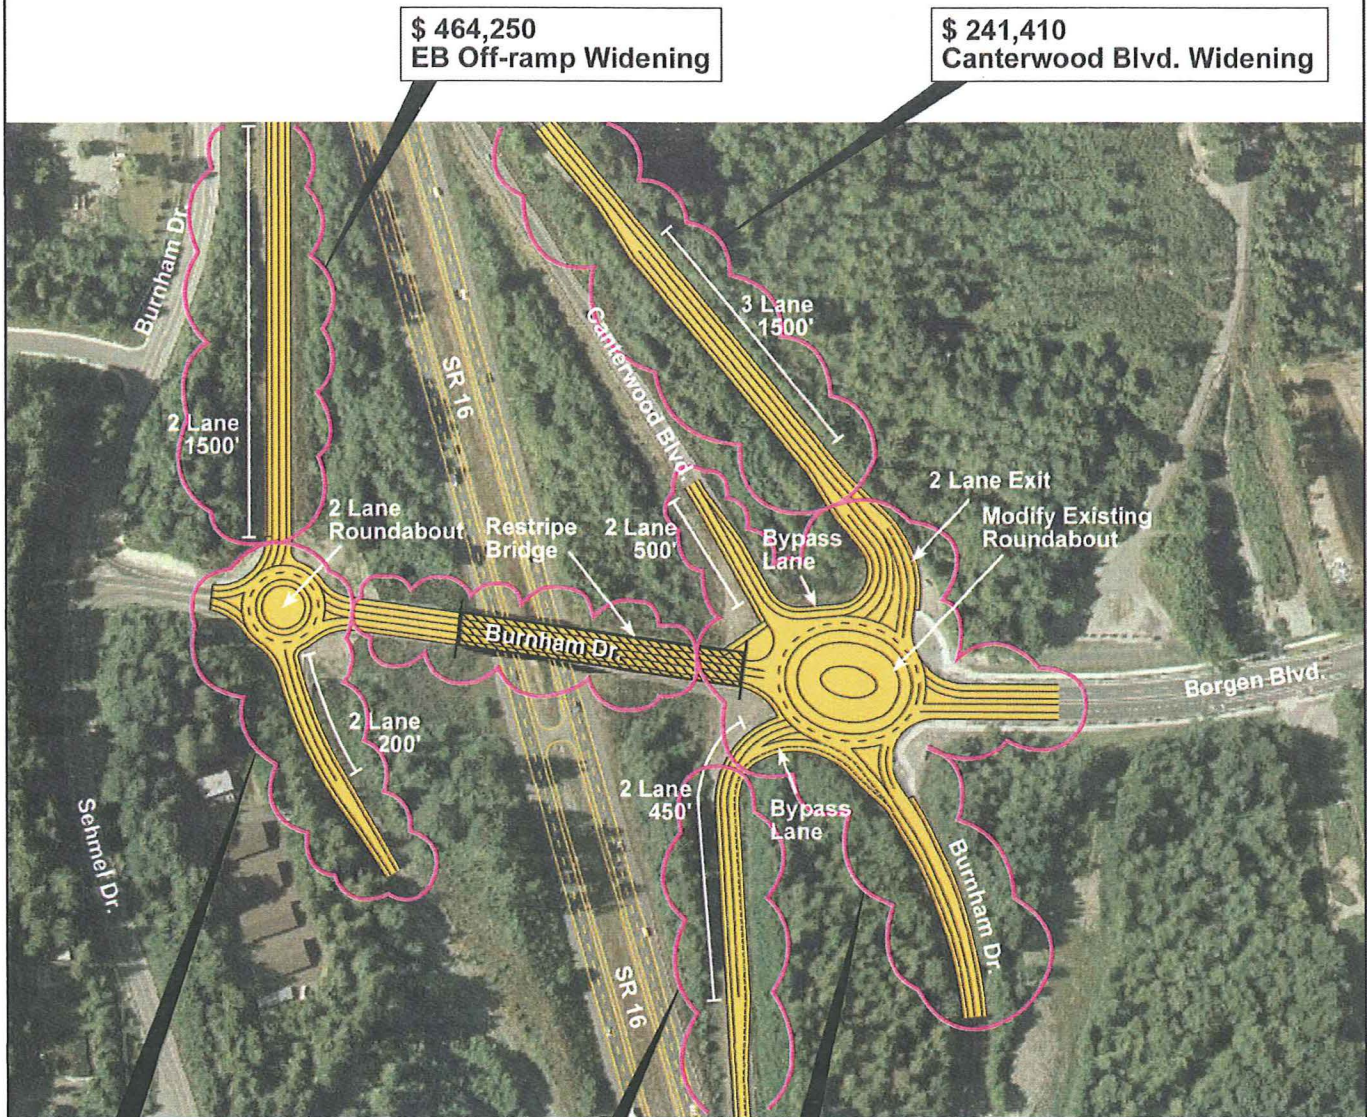 $ 464,250
EB Off-ramp Widening
$ 241,410
Canterwood Blvd. Widening
Burnham Dr.
SR 16
Canterwood Blvd.
3 Lane
1500'
2 Lane
1500'
2 Lane
Roundabout
Restripe
Bridge
2 Lane
500'
Bypass
Lane
2 Lane Exit
Modify Existing
Roundabout
Burnham Dr.
Borgen Blvd.
2 Lane
200'
2 Lane
450'
Bypass
Lane
Sehmel Dr.
Burnham Dr.
SR 16